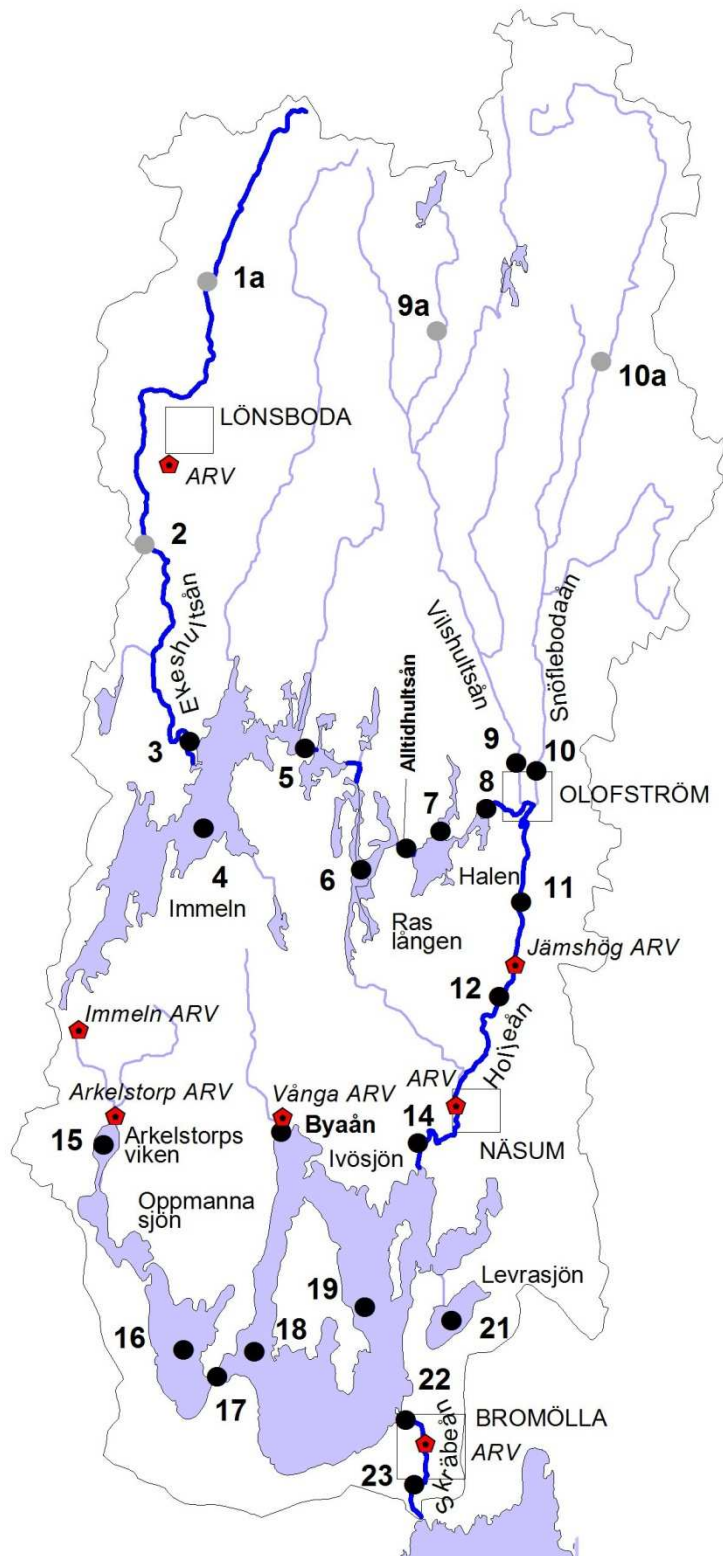 1a
9a
10a
LÖNSBODA
ARV
2
Ekeshultsån
Vilshultsån
Snöflebodaån
Alltidhultsån
3
5
9
10
8
7
OLOFSTRÖM
6
4
Halen
11
Immeln
Ras
lången
Jämshög ARV
12
Holjeån
Immeln ARV
Arkelstorp ARV
Vånga ARV
ARV
14
Byaån
15
Arkelstorps
viken
Ivösjön
NÄSUM
Oppmanna
sjön
Levrasjön
19
21
16
18
17
22
BROMÖLLA
ARV
Skräbeån
23